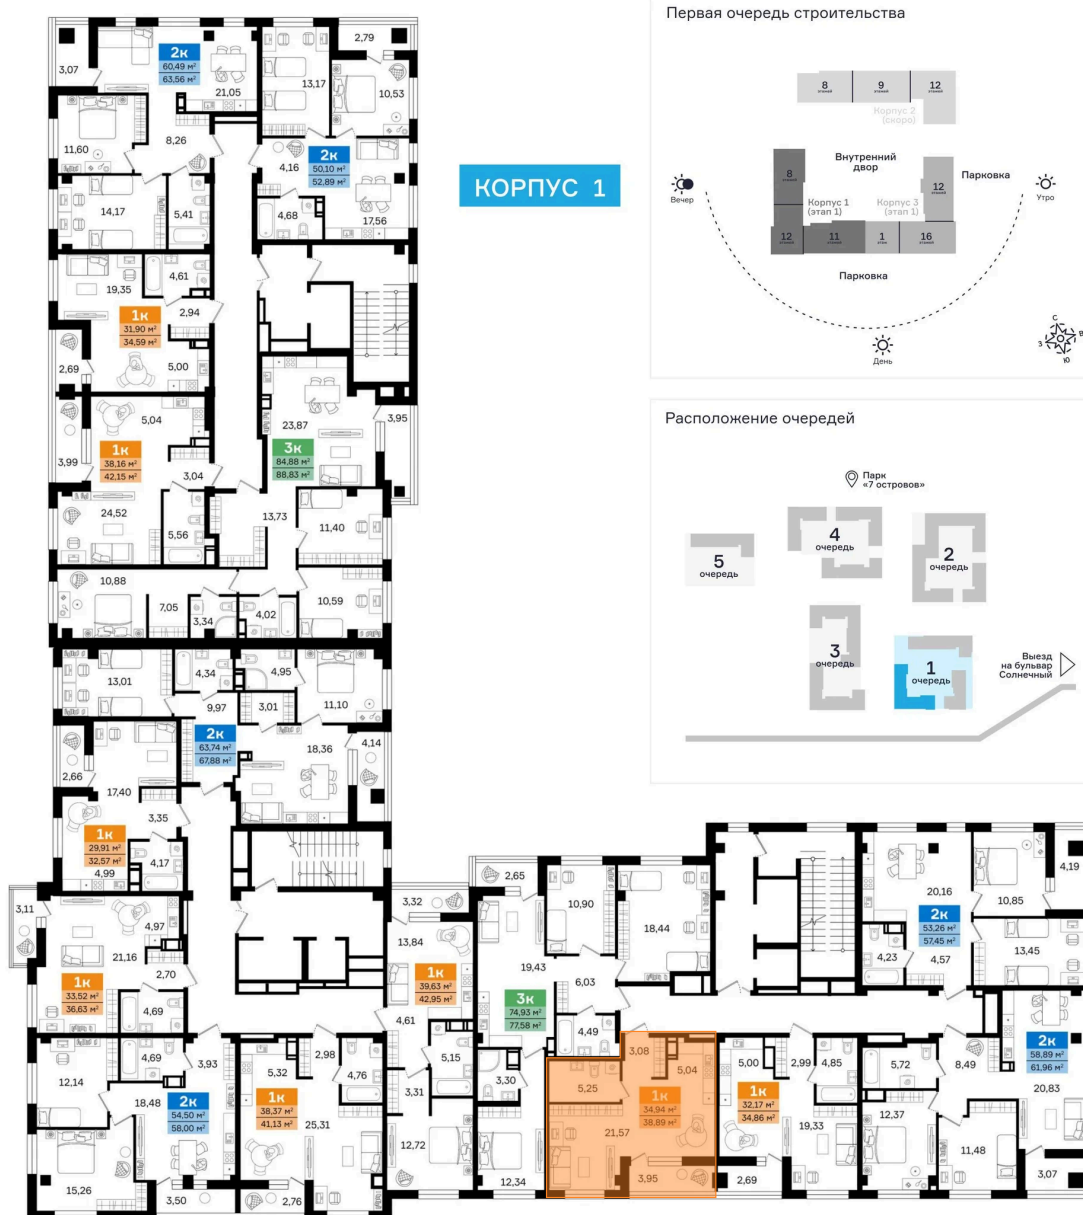 Первая очередь строительства
8
этажей
9
этажей
12
этажей
Корпус 2
(скоро)
Внутренний
двор
8
этажей
12
этажей
Парковка
Вечер
Утро
Корпус 1
(этап 1)
Корпус 3
(этап 1)
12
этажей
11
этажей
1
этаж
16
этажей
Парковка
День
С
В
Ю
З
КОРПУС 1
Расположение очередей
Парк
«7 островов»
5
очередь
4
очередь
2
очередь
3
очередь
1
очередь
Выезд
на бульвар
Солнечный
3,07
2к
60,49 м²
63,56 м²
21,05
13,17
2,79
10,53
11,60
8,26
4,16
2к
50,10 м²
52,89 м²
14,17
5,41
4,68
17,56
19,35
4,61
1к
31,90 м²
34,59 м²
2,94
2,69
5,00
5,04
3,99
1к
38,16 м²
42,15 м²
3,04
24,52
5,56
23,87
3,95
3к
84,88 м²
88,83 м²
13,73
11,40
10,88
7,05
3,34
4,02
10,59
13,01
4,34
4,95
9,97
3,01
11,10
2к
63,74 м²
67,88 м²
18,36
4,14
2,66
17,40
3,35
1к
29,91 м²
32,57 м²
4,99
4,17
3,11
4,97
21,16
2,70
1к
33,52 м²
36,63 м²
4,69
3,32
13,84
1к
39,63 м²
42,95 м²
4,61
5,15
3,31
12,72
2,65
10,90
18,44
19,43
6,03
3к
74,93 м²
77,58 м²
4,49
3,30
12,34
20,16
10,85
4,19
2к
53,26 м²
57,45 м²
4,23
4,57
13,45
12,14
4,69
3,93
18,48
2к
54,50 м²
58,00 м²
15,26
3,50
5,32
2,98
4,76
1к
38,37 м²
41,13 м²
25,31
2,76
3,08
5,04
5,25
1к
34,94 м²
38,89 м²
21,57
3,95
5,00
2,99
4,85
1к
32,17 м²
34,86 м²
19,33
2,69
5,72
8,49
2к
58,89 м²
61,96 м²
20,83
12,37
11,48
3,07